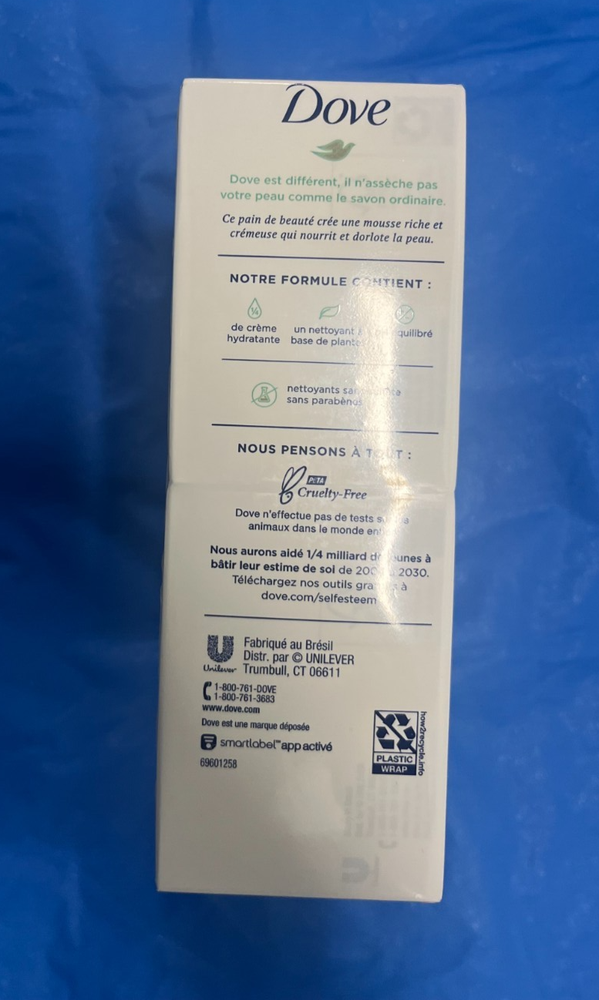 Dove
Dove est différent, il n'assèche pas
votre peau comme le savon ordinaire.
Ce pain de beauté crée une mousse riche et
crémeuse qui nourrit et dorlote la peau.
NOTRE FORMULE CONTIENT :
¼
de crème
hydratante
un nettoyant
base de plante
nettoyants
sans parabènes
NOUS PENSONS À TOUT :
PETA
Cruelty-Free
Dove n'effectue pas de tests
animaux dans le monde
Nous aurons aidé 1/4 milliard de jeunes à
bâtir leur estime de soi de 2030.
Téléchargez nos outils à
dove.com/selfesteem
Unilever
Fabriqué au Brésil
Distr. par © UNILEVER
Trumbull, CT 06611
1-800-761-DOVE
1-800-761-3683
www.dove.com
Dove est une marque déposée
smartlabel™ app activé
69601258
how2recycle.info
PLASTIC
WRAP